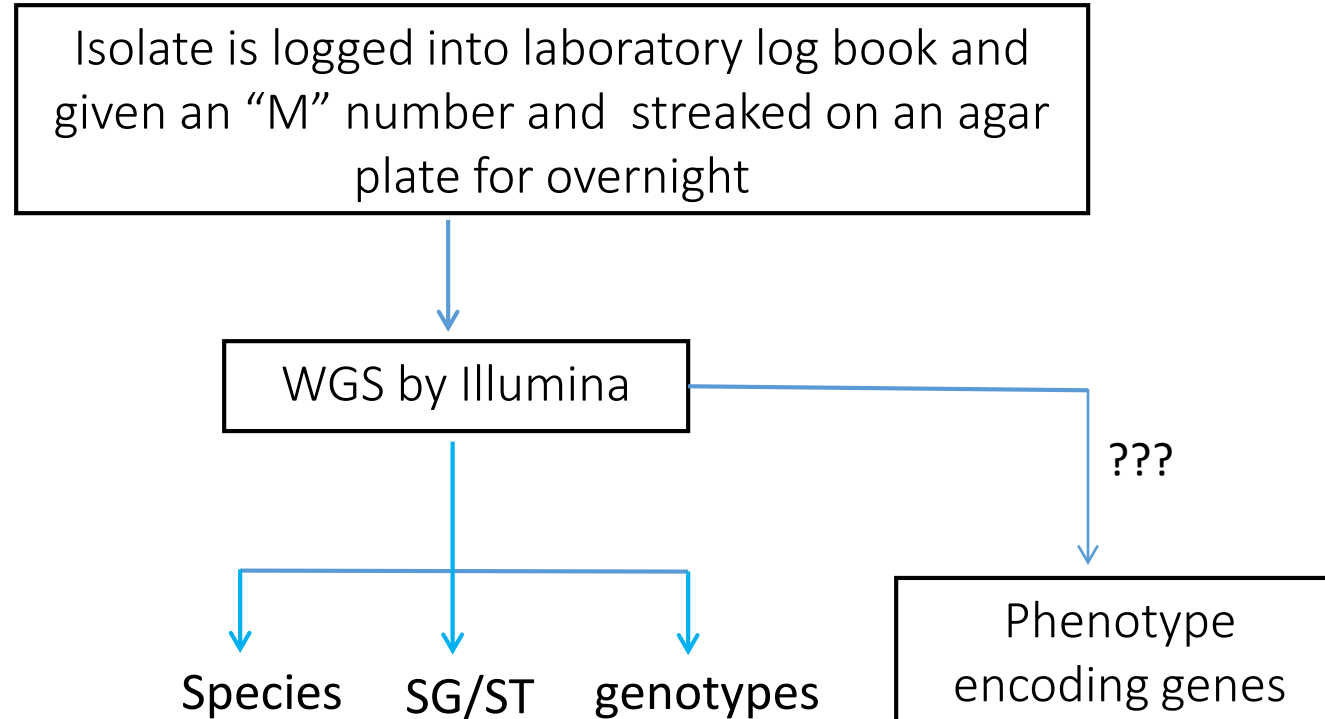 Isolate is logged into laboratory log book and
given an “M” number and  streaked on an agar
plate for overnight
WGS by Illumina
???
Species
SG/ST
genotypes
Phenotype
encoding genes